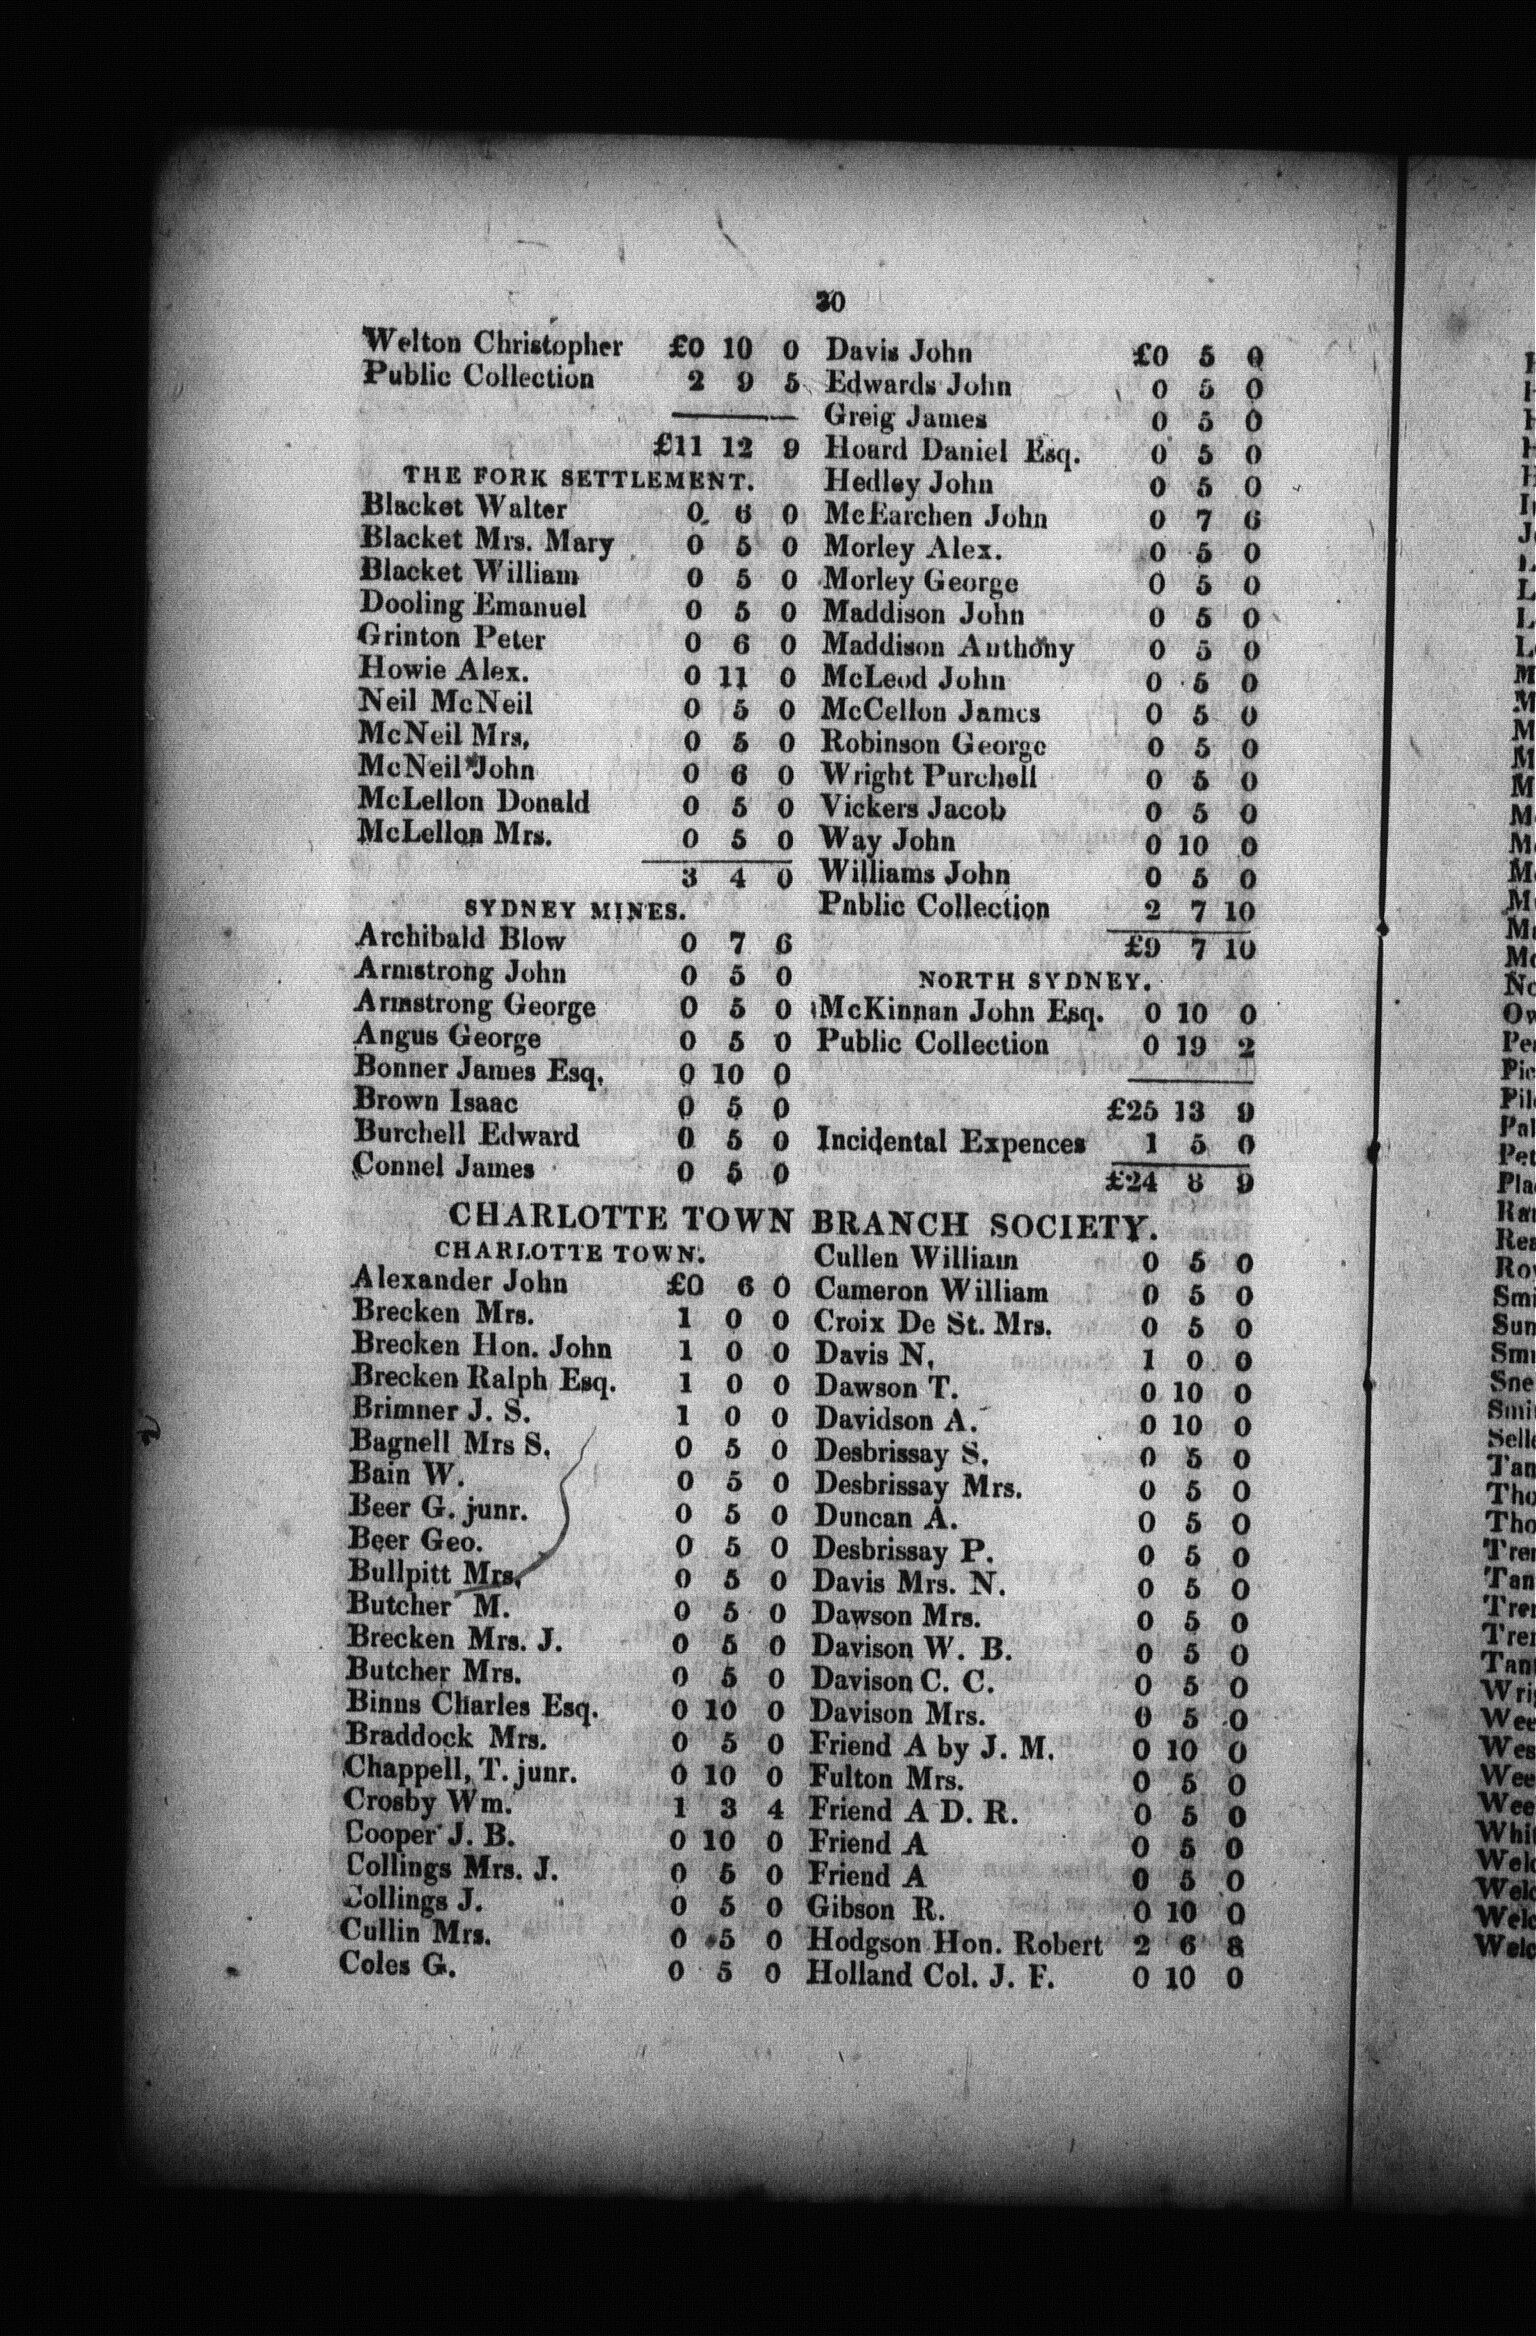 30
Welton Christopher £0 10 0
Public Collection 2 9 5
£11 12 9
THE FORK SETTLEMENT.
Blacket Walter 0 6 0
Blacket Mrs. Mary 0 5 0
Blacket William 0 5 0
Dooling Emanuel 0 5 0
Grinton Peter 0 6 0
Howie Alex. 0 11 0
Neil McNeil 0 5 0
McNeil Mrs. 0 5 0
McNeil John 0 6 0
McLellon Donald 0 5 0
McLellon Mrs. 0 5 0
3 4 0
SYDNEY MINES.
Archibald Blow 0 7 6
Armstrong John 0 5 0
Armstrong George 0 5 0
Angus George 0 5 0
Bonner James Esq. 0 10 0
Brown Isaac 0 5 0
Burchell Edward 0 5 0
Connel James 0 5 0
Davis John £0 5 0
Edwards John 0 5 0
Greig James 0 5 0
Hoard Daniel Esq. 0 5 0
Hedley John 0 5 0
McEarchen John 0 7 6
Morley Alex. 0 5 0
Morley George 0 5 0
Maddison John 0 5 0
Maddison Anthony 0 5 0
McLeod John 0 5 0
McCellon James 0 5 0
Robinson George 0 5 0
Wright Purchell 0 5 0
Vickers Jacob 0 5 0
Way John 0 10 0
Williams John 0 5 0
Pnblic Collection 2 7 10
£9 7 10
NORTH SYDNEY.
McKinnan John Esq. 0 10 0
Public Collection 0 19 2
£25 13 9
Incidental Expences 1 5 0
£24 8 9
CHARLOTTE TOWN BRANCH SOCIETY.
CHARLOTTE TOWN.
Alexander John £0 6 0
Brecken Mrs. 1 0 0
Brecken Hon. John 1 0 0
Brecken Ralph Esq. 1 0 0
Brimner J. S. 1 0 0
Bagnell Mrs S. 0 5 0
Bain W. 0 5 0
Beer G. junr. 0 5 0
Beer Geo. 0 5 0
Bullpitt Mrs. 0 5 0
Butcher M. 0 5 0
Brecken Mrs. J. 0 5 0
Butcher Mrs. 0 5 0
Binns Charles Esq. 0 10 0
Braddock Mrs. 0 5 0
Chappell, T. junr. 0 10 0
Crosby Wm. 1 3 4
Cooper J. B. 0 10 0
Collings Mrs. J. 0 5 0
Collings J. 0 5 0
Cullin Mrs. 0 5 0
Coles G. 0 5 0
Cullen William 0 5 0
Cameron William 0 5 0
Croix De St. Mrs. 0 5 0
Davis N. 1 0 0
Dawson T. 0 10 0
Davidson A. 0 10 0
Desbrissay S. 0 5 0
Desbrissay Mrs. 0 5 0
Duncan A. 0 5 0
Desbrissay P. 0 5 0
Davis Mrs. N. 0 5 0
Dawson Mrs. 0 5 0
Davison W. B. 0 5 0
Davison C. C. 0 5 0
Davison Mrs. 0 5 0
Friend A by J. M. 0 10 0
Fulton Mrs. 0 5 0
Friend A D. R. 0 5 0
Friend A 0 5 0
Friend A 0 5 0
Gibson R. 0 10 0
Hodgson Hon. Robert 2 6 8
Holland Col. J. F. 0 10 0